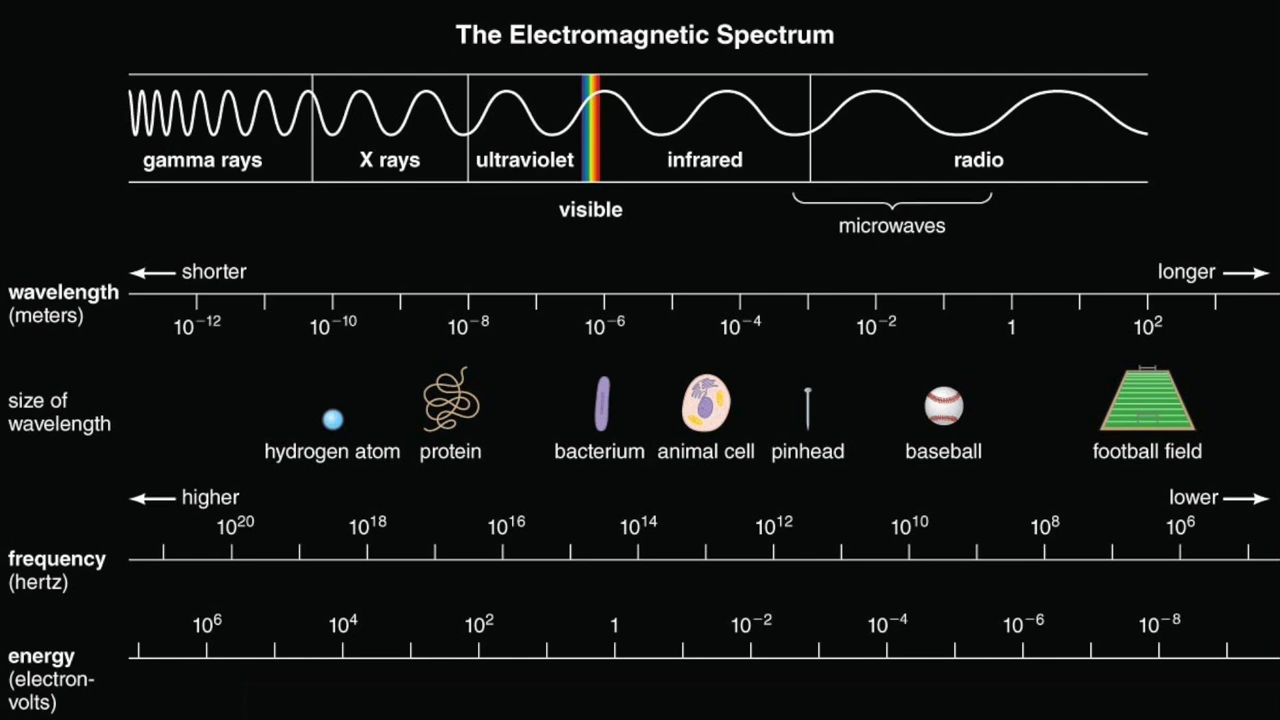 The Electromagnetic Spectrum
gamma rays X rays ultraviolet infrared radio
visible
microwaves
shorter longer
wavelength
(meters)
10⁻¹² 10⁻¹⁰ 10⁻⁸ 10⁻⁶ 10⁻⁴ 10⁻² 1 10²
size of
wavelength
hydrogen atom protein bacterium animal cell pinhead baseball football field
higher lower
10²⁰ 10¹⁸ 10¹⁶ 10¹⁴ 10¹² 10¹⁰ 10⁸ 10⁶
frequency
(hertz)
10⁶ 10⁴ 10² 1 10⁻² 10⁻⁴ 10⁻⁶ 10⁻⁸
energy
(electron-
volts)